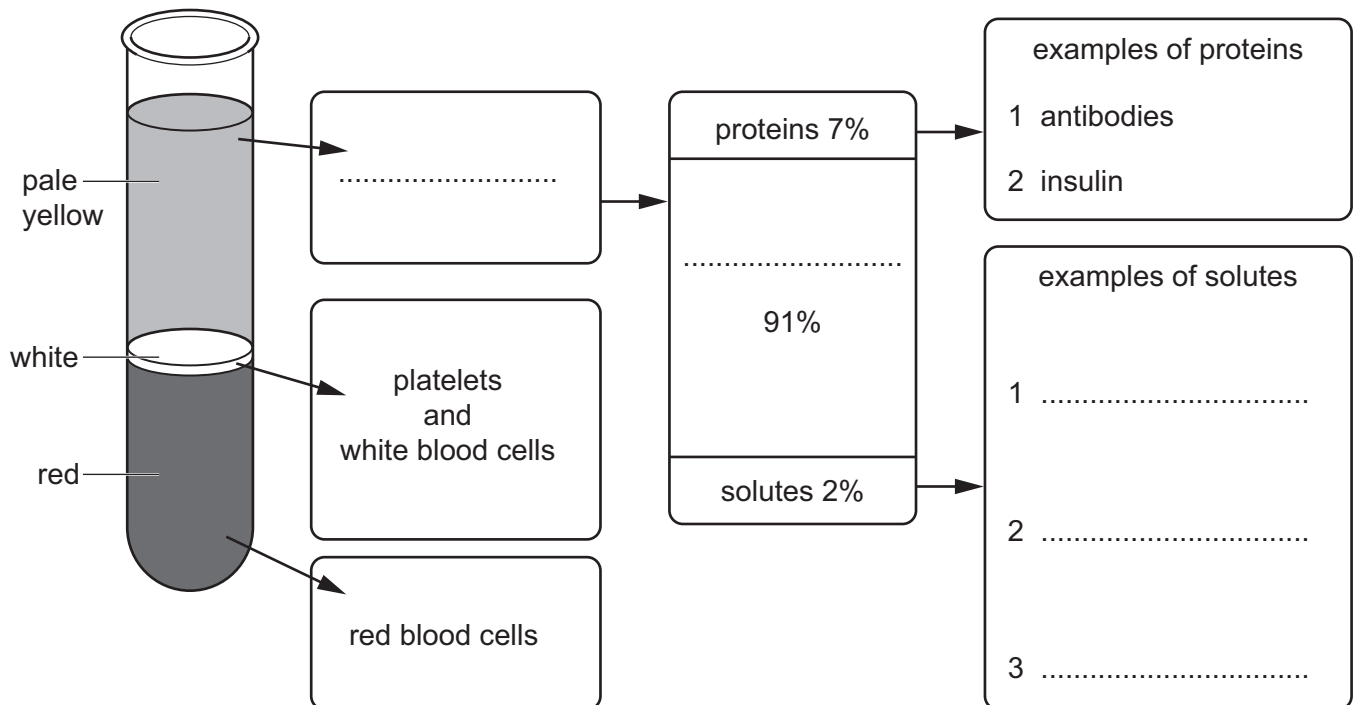 pale
yellow
white
red
..........................
platelets
and
white blood cells
red blood cells
proteins 7%
..........................
91%
solutes 2%
examples of proteins
1 antibodies
2 insulin
examples of solutes
1 ................................
2 ................................
3 ................................